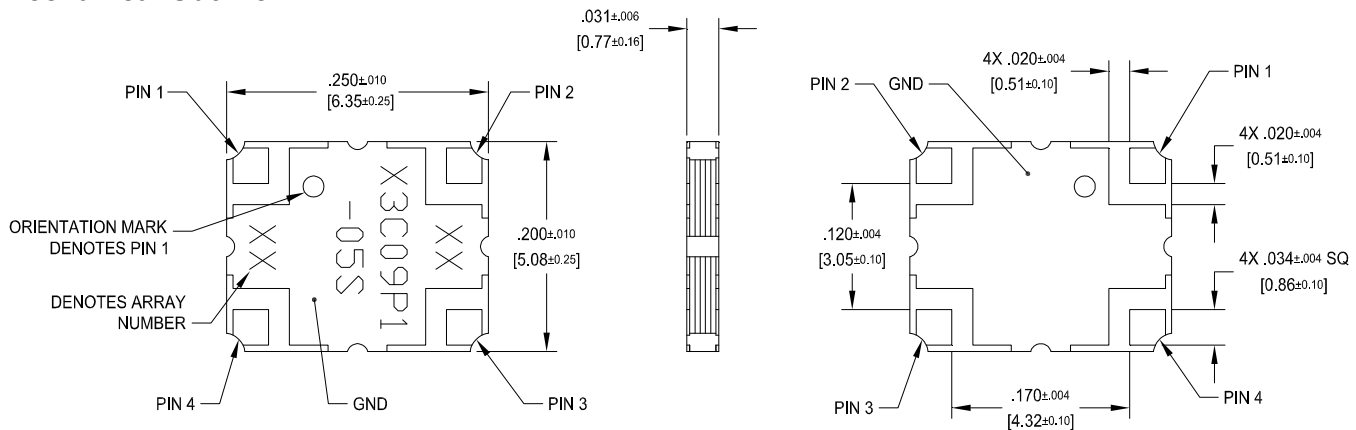 .250±.010
[6.35±0.25]
PIN 1
PIN 2
ORIENTATION MARK
DENOTES PIN 1
DENOTES ARRAY
NUMBER
XX
X3C09P1
-05S
XX
.200±.010
[5.08±0.25]
PIN 4
GND
PIN 3
.031±.006
[0.77±0.16]
4X .020±.004
[0.51±0.10]
PIN 2
GND
PIN 1
4X .020±.004
[0.51±0.10]
.120±.004
[3.05±0.10]
4X .034±.004 SQ
[0.86±0.10]
PIN 3
.170±.004
[4.32±0.10]
PIN 4